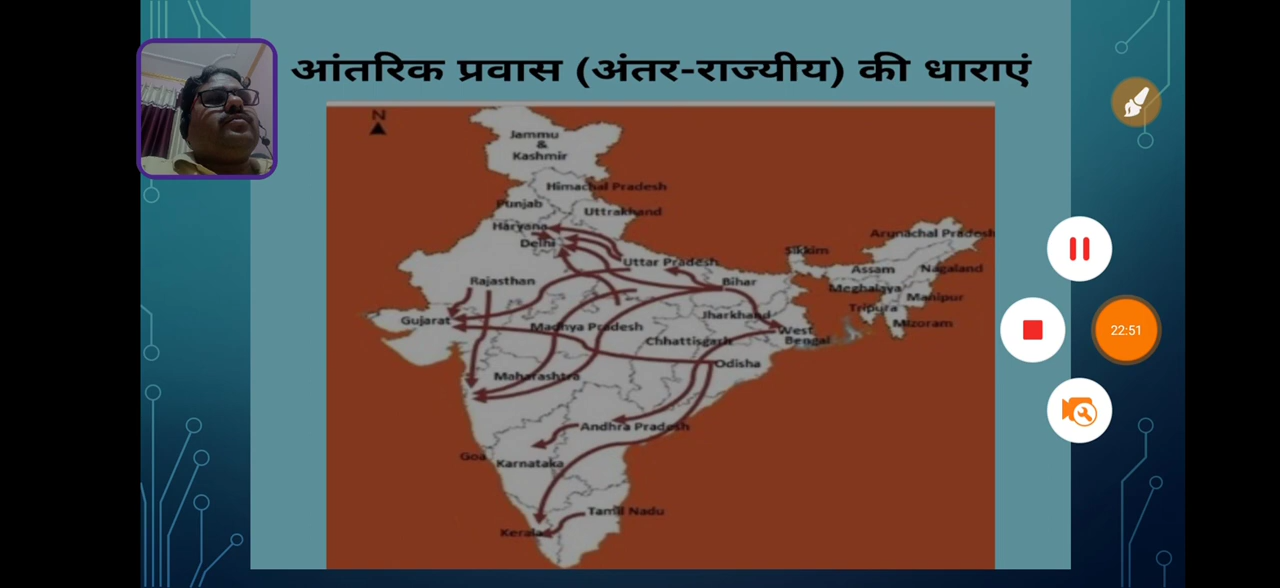 आंतरिक प्रवास (अंतर-राज्यीय) की धाराएं
N
Jammu
&
Kashmir
Himachal Pradesh
Punjab
Uttrakhand
Haryana
Delhi
Arunachal Pradesh
Sikkim
Uttar Pradesh
Assam
Nagaland
Rajasthan
Bihar
Meghalaya
Manipur
Tripura
Gujarat
Jharkhand
Mizoram
Madhya Pradesh
West
Bengal
Chhattisgarh
Odisha
Maharashtra
Andhra Pradesh
Goa
Karnataka
Tamil Nadu
Kerala
22:51